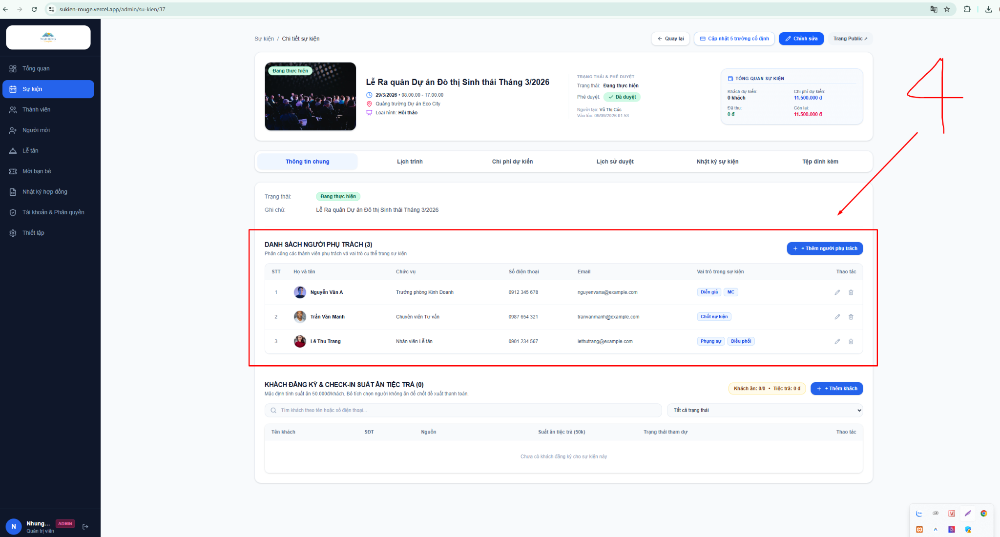 sukien-rouge.vercel.app/admin/su-kien/37
NGHIENG
Tổng quan
Sự kiện
Thành viên
Người mời
Lễ tân
Mời bạn bè
Nhật ký hợp đồng
Tài khoản & Phân quyền
Thiết lập
Nhung... ADMIN
N
Quản trị viên
Sự kiện / Chi tiết sự kiện
Quay lại
Cập nhật 5 trường cố định
Chỉnh sửa
Trang Public ↗
Đang thực hiện
Lễ Ra quân Dự án Đô thị Sinh thái Tháng 3/2026
29/3/2026 • 08:00:00 - 17:00:00
Quảng trường Dự án Eco City
Loại hình: Hội thảo
TRẠNG THÁI & PHÊ DUYỆT
Trạng thái: Đang thực hiện
Phê duyệt: Đã duyệt
Người tạo: Vũ Thị Cúc
Vào lúc: 09/09/2026 01:53
TỔNG QUAN SỰ KIỆN
Khách dự kiến: Chi phí dự kiến:
0 khách 11.500.000 đ
Đã thu: Còn lại:
0 đ 11.500.000 đ
4
Thông tin chung Lịch trình Chi phí dự kiến Lịch sử duyệt Nhật ký sự kiện Tệp đính kèm
Trạng thái: Đang thực hiện
Ghi chú: Lễ Ra quân Dự án Đô thị Sinh thái Tháng 3/2026
DANH SÁCH NGƯỜI PHỤ TRÁCH (3)
Phân công các thành viên phụ trách và vai trò cụ thể trong sự kiện
+ + Thêm người phụ trách
STT Họ và tên Chức vụ Số điện thoại Email Vai trò trong sự kiện Thao tác
1 Nguyễn Văn A Trưởng phòng Kinh Doanh 0912 345 678 nguyenvana@example.com Diễn giả MC
2 Trần Văn Mạnh Chuyên viên Tư vấn 0987 654 321 tranvanmanh@example.com Chốt sự kiện
3 Lê Thu Trang Nhân viên Lễ tân 0901 234 567 lethutrang@example.com Phụng sự Điều phối
KHÁCH ĐĂNG KÝ & CHECK-IN SUẤT ĂN TIỆC TRÀ (0)
Mặc định tính suất ăn 50.000đ/khách. Bỏ tích chọn người không ăn để chốt đề xuất thanh toán.
Khách ăn: 0/0 • Tiệc trà: 0 đ
+ + Thêm khách
Tìm khách theo tên hoặc số điện thoại...
Tất cả trạng thái
Tên khách SĐT Nguồn Suất ăn tiệc trà (50k) Trạng thái tham dự Thao tác
Chưa có khách đăng ký cho sự kiện này
Zalo